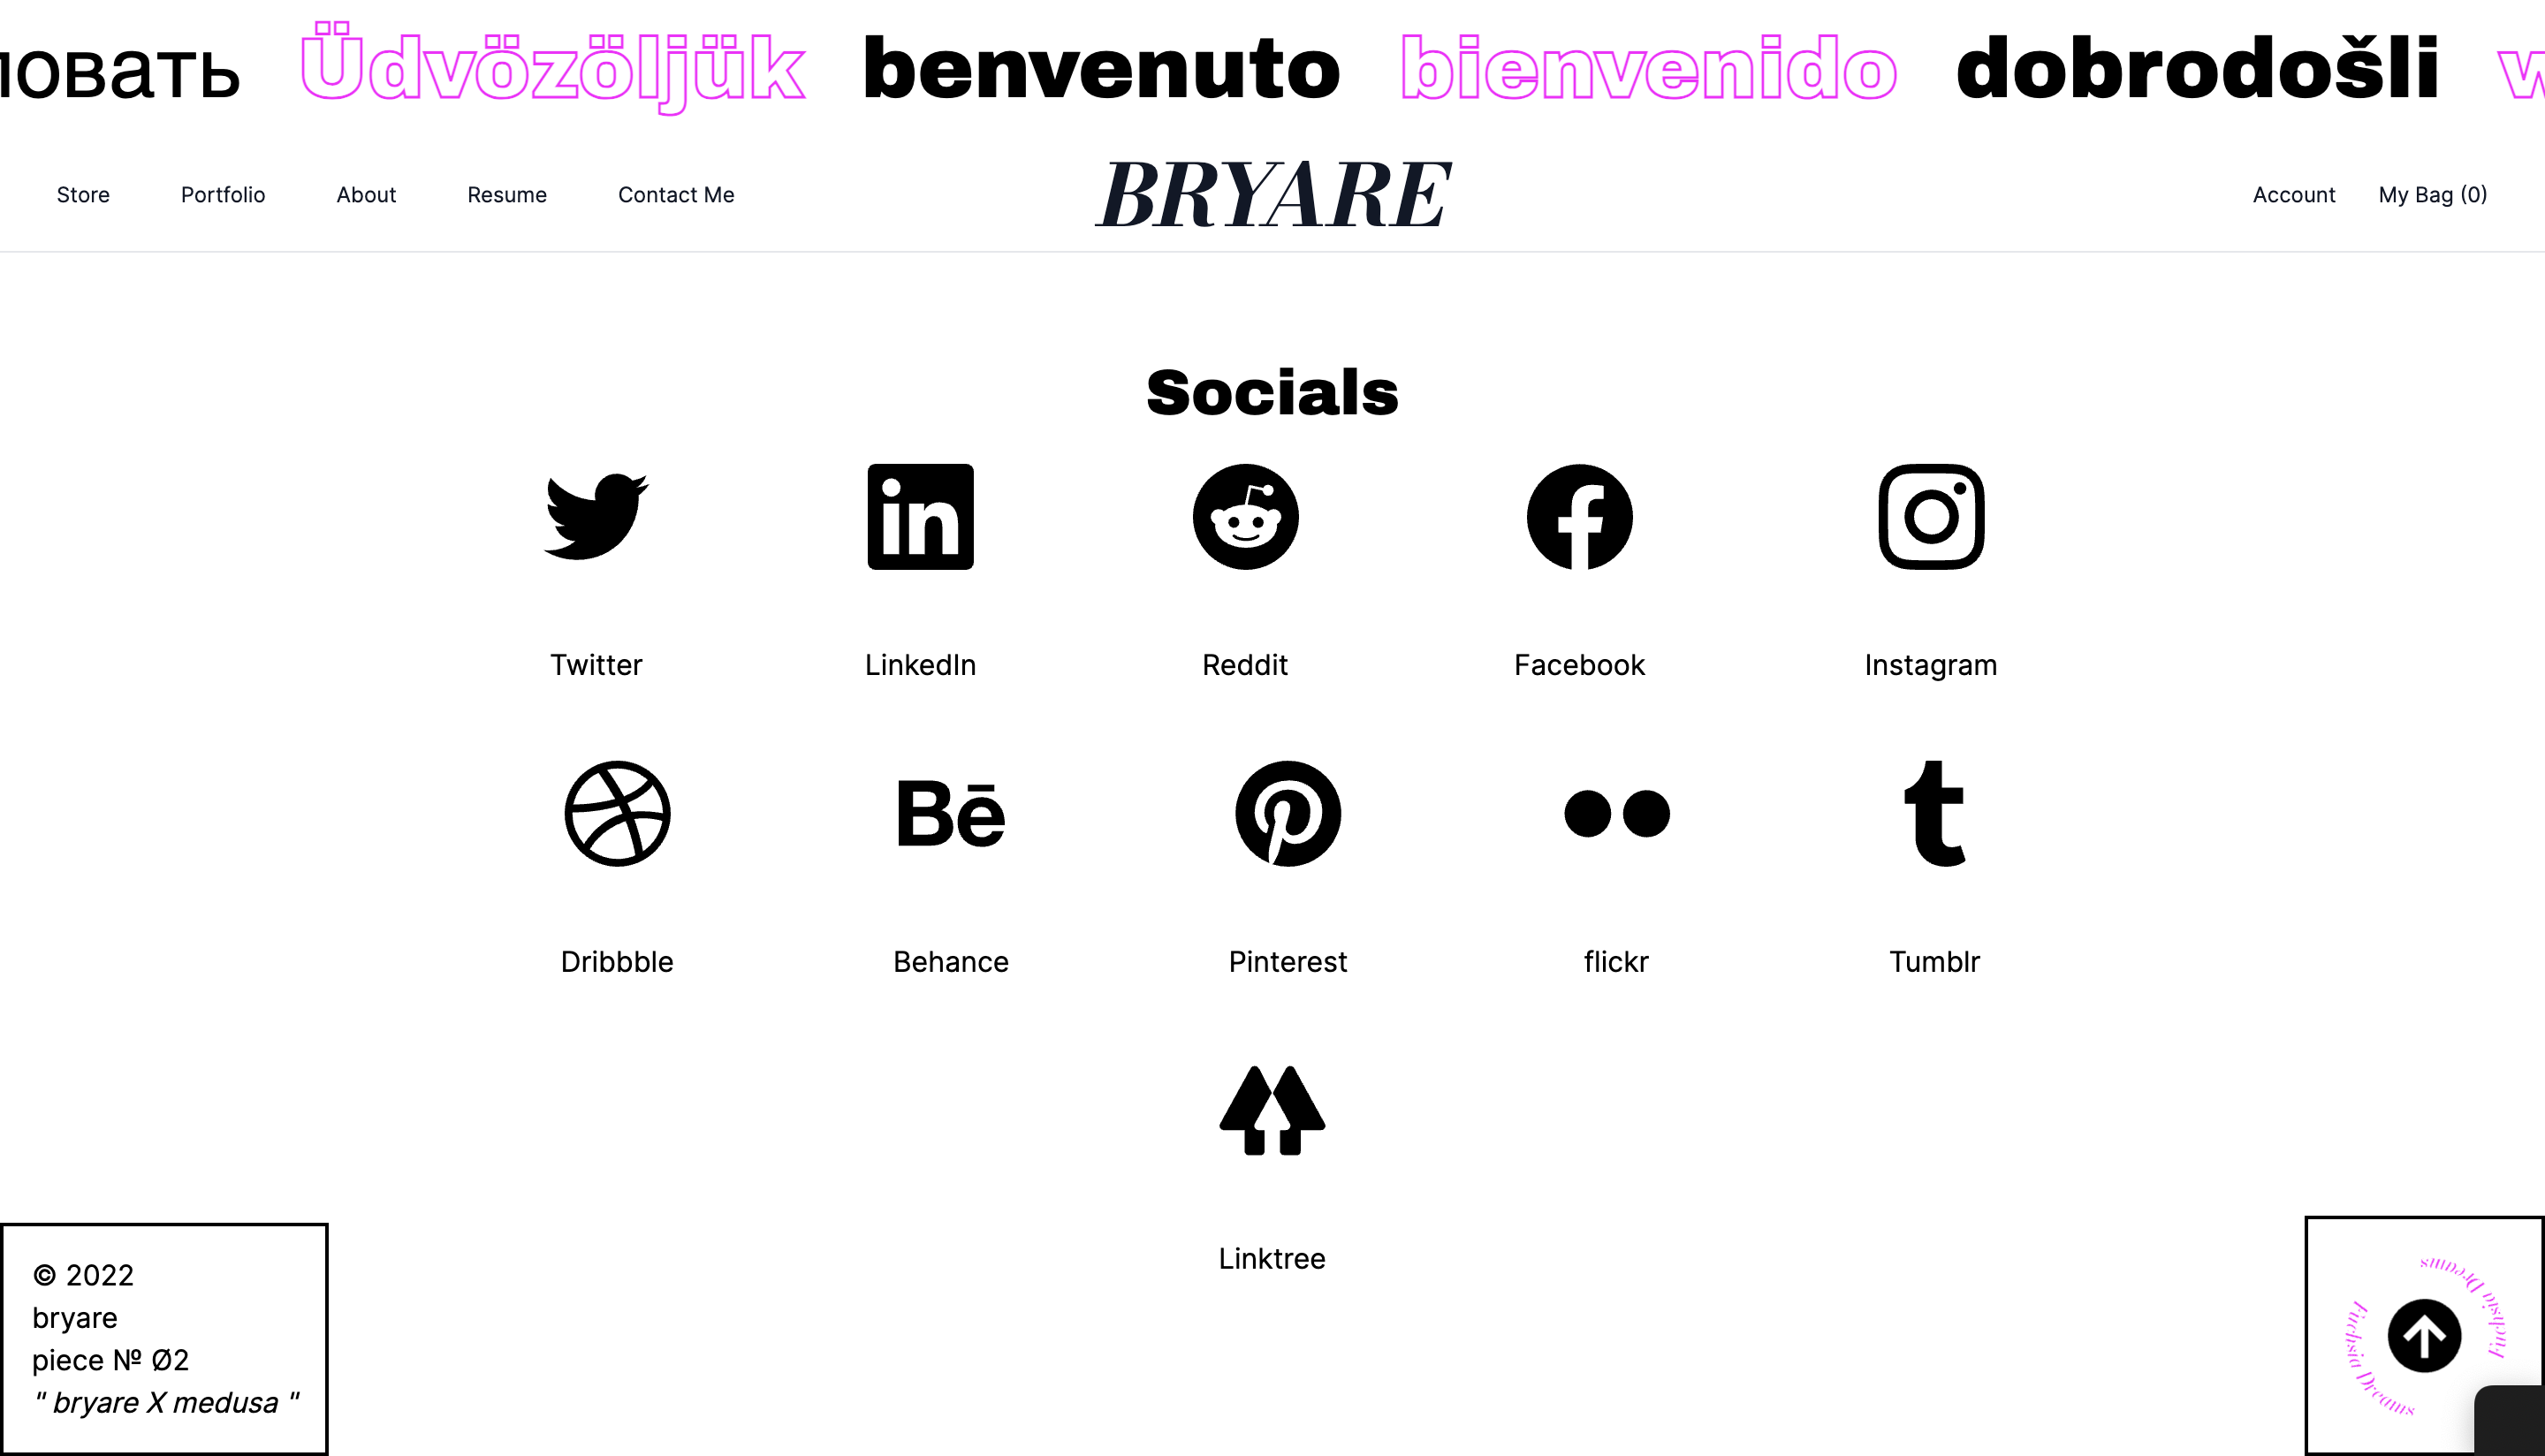 Üdvözöljük benvenuto bienvenido dobrodošli
Store Portfolio About Resume Contact Me BRYARE Account My Bag (0)
Socials
Twitter LinkedIn Reddit Facebook Instagram
Bē
Dribbble Behance Pinterest flickr Tumblr
Linktree
© 2022
bryare
piece № Ø2
" bryare X medusa "
Fuchsia Dreams
Fuchsia Dreams